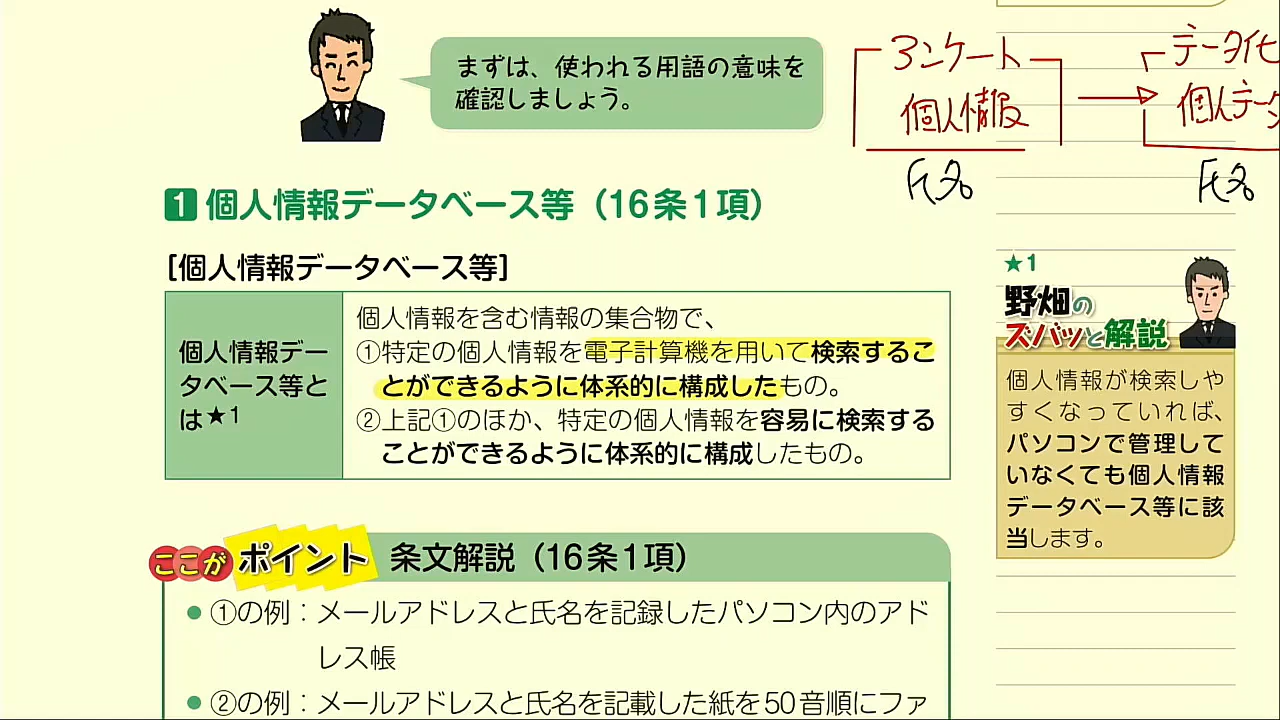 まずは、使われる用語の意味を
確認しましょう。
アンケート
個人情報
氏名
データ化
個人データ
氏名
1 個人情報データベース等（16条1項）
[個人情報データベース等]
個人情報デー
タベース等と
は★1
個人情報を含む情報の集合物で、
①特定の個人情報を電子計算機を用いて検索するこ
とができるように体系的に構成したもの。
②上記①のほか、特定の個人情報を容易に検索する
ことができるように体系的に構成したもの。
★1
野畑の
ズバッと解説
個人情報が検索しや
すくなっていれば、
パソコンで管理して
いなくても個人情報
データベース等に該
当します。
ここがポイント 条文解説（16条1項）
●①の例：メールアドレスと氏名を記録したパソコン内のアド
レス帳
●②の例：メールアドレスと氏名を記載した紙を50音順にファ